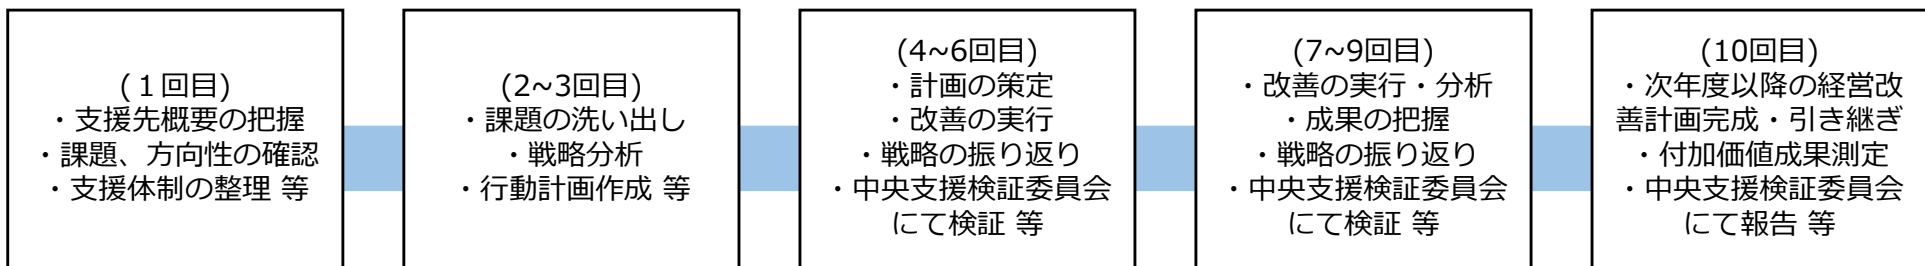 (１回目)
・支援先概要の把握
・課題、方向性の確認
・支援体制の整理 等
(2~3回目)
・課題の洗い出し
・戦略分析
・行動計画作成 等
(4~6回目)
・計画の策定
・改善の実行
・戦略の振り返り
・中央支援検証委員会
にて検証 等
(7~9回目)
・改善の実行・分析
・成果の把握
・戦略の振り返り
・中央支援検証委員会
にて検証 等
(10回目)
・次年度以降の経営改
善計画完成・引き継ぎ
・付加価値成果測定
・中央支援検証委員会
にて報告 等